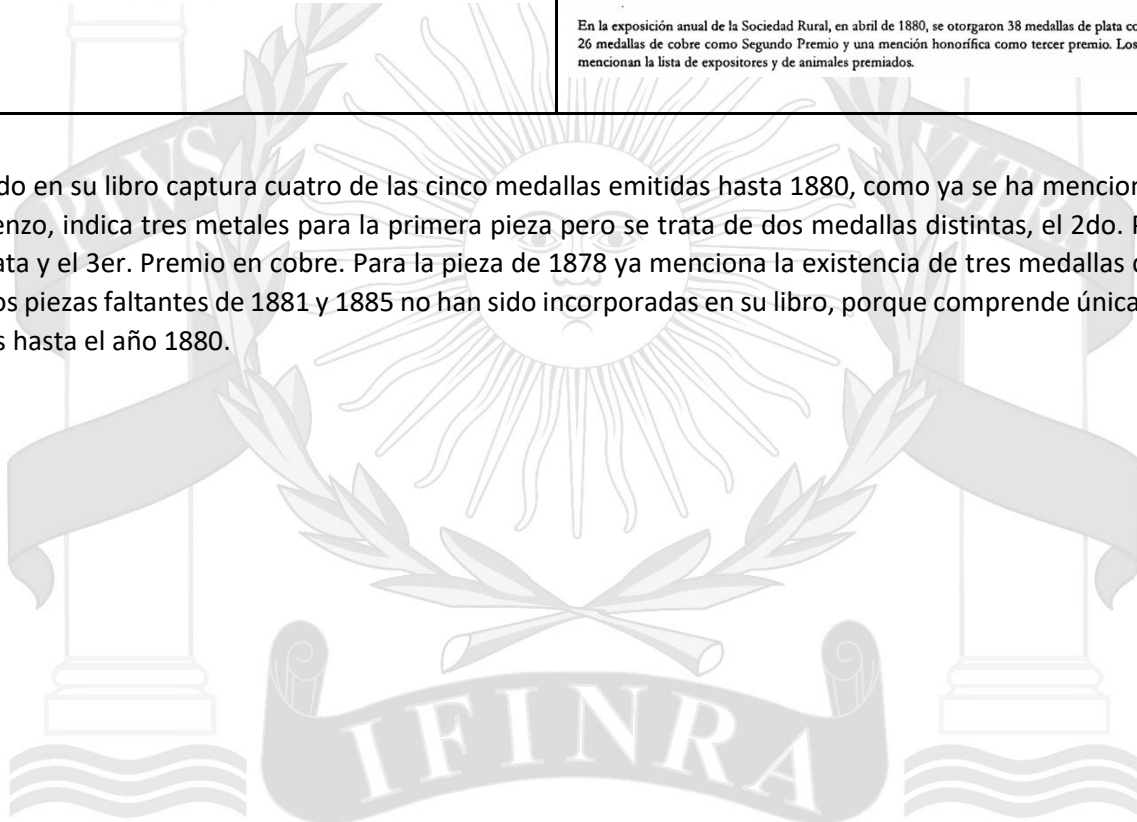 En la exposición anual de la Sociedad Rural, en abril de 1880, se otorgaron 38 medallas de plata co
26 medallas de cobre como Segundo Premio y una mención honorífica como tercer premio. Los
mencionan la lista de expositores y de animales premiados.
do en su libro captura cuatro de las cinco medallas emitidas hasta 1880, como ya se ha mencion
enzo, indica tres metales para la primera pieza pero se trata de dos medallas distintas, el 2do. P
ata y el 3er. Premio en cobre. Para la pieza de 1878 ya menciona la existencia de tres medallas
os piezas faltantes de 1881 y 1885 no han sido incorporadas en su libro, porque comprende única
s hasta el año 1880.
PLVS
VLTRA
IFINRA